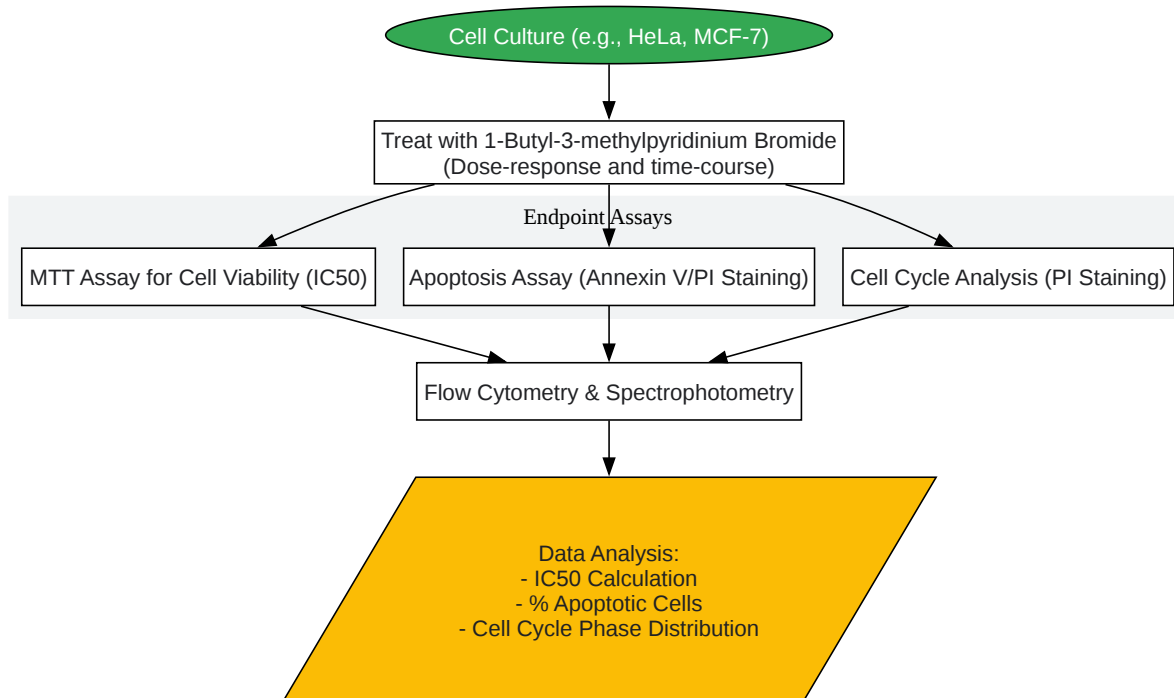 Cell Culture (e.g., HeLa, MCF-7)
Treat with 1-Butyl-3-methylpyridinium Bromide
(Dose-response and time-course)
Endpoint Assays
MTT Assay for Cell Viability (IC50)
Apoptosis Assay (Annexin V/PI Staining)
Cell Cycle Analysis (PI Staining)
Flow Cytometry & Spectrophotometry
Data Analysis:
- IC50 Calculation
- % Apoptotic Cells
- Cell Cycle Phase Distribution